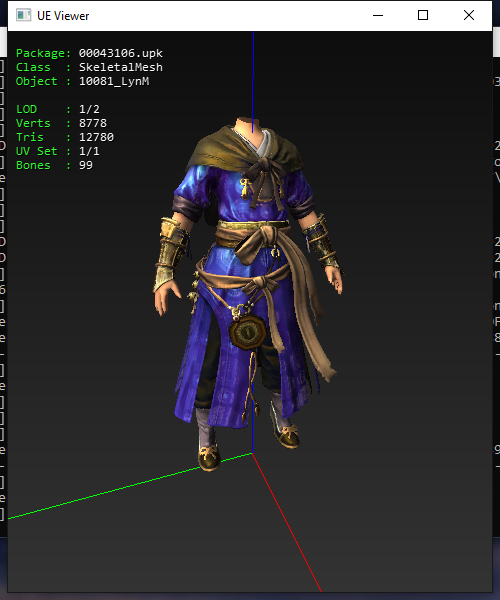 UE Viewer
Package: 00043106.upk
Class  : SkeletalMesh
Object : 10081_LynM
LOD    : 1/2
Verts  : 8778
Tris   : 12780
UV Set : 1/1
Bones  : 99